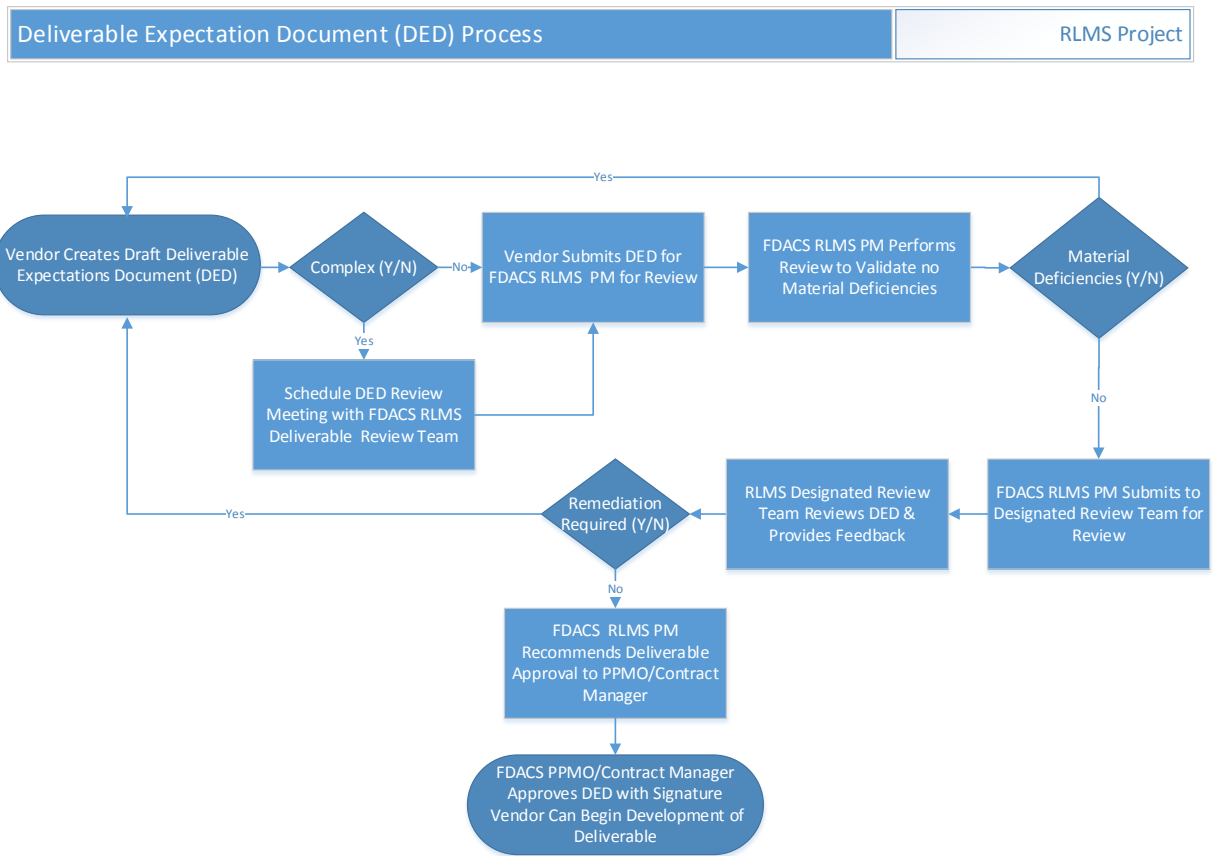 Deliverable Expectation Document (DED) Process
RLMS Project
Yes
Vendor Creates Draft Deliverable
Expectations Document (DED)
Complex (Y/N)
No
Vendor Submits DED for
FDACS RLMS PM for Review
FDACS RLMS PM Performs
Review to Validate no
Material Deficiencies
Material
Deficiencies (Y/N)
Yes
Schedule DED Review
Meeting with FDACS RLMS
Deliverable Review Team
No
FDACS RLMS PM Submits to
Designated Review Team for
Review
RLMS Designated Review
Team Reviews DED &
Provides Feedback
Remediation
Required (Y/N)
Yes
No
FDACS RLMS PM
Recommends Deliverable
Approval to PPMO/Contract
Manager
FDACS PPMO/Contract Manager
Approves DED with Signature
Vendor Can Begin Development of
Deliverable